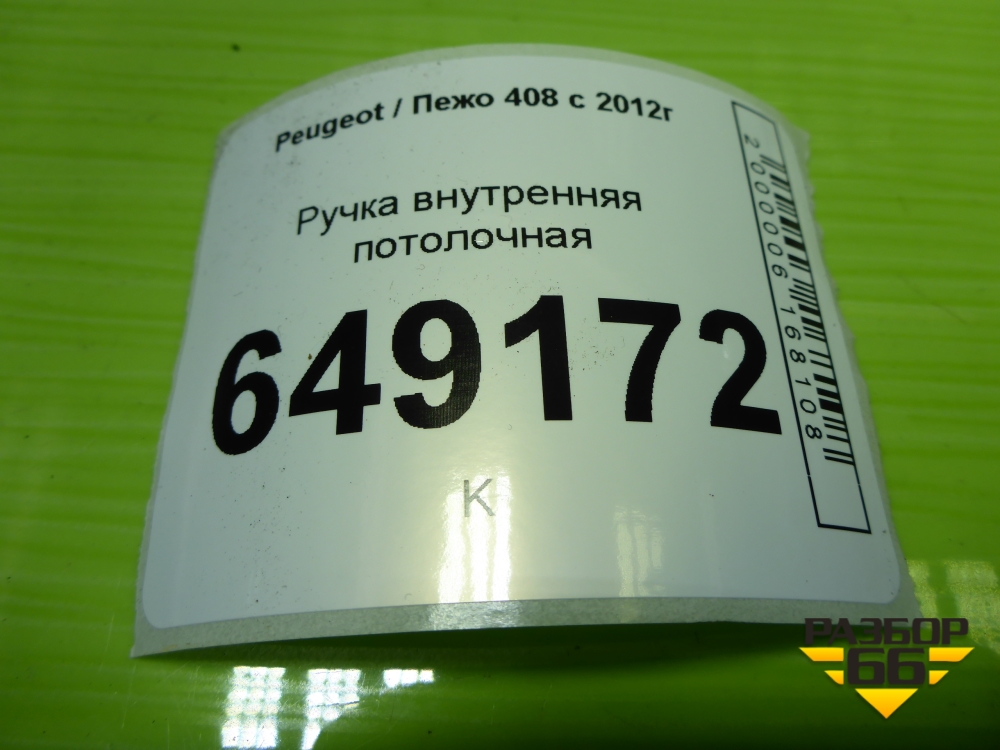 Peugeot / Пежо 408 с 2012г
Ручка внутренняя
потолочная
649172
К
2000006168108
РАЗБОР
66